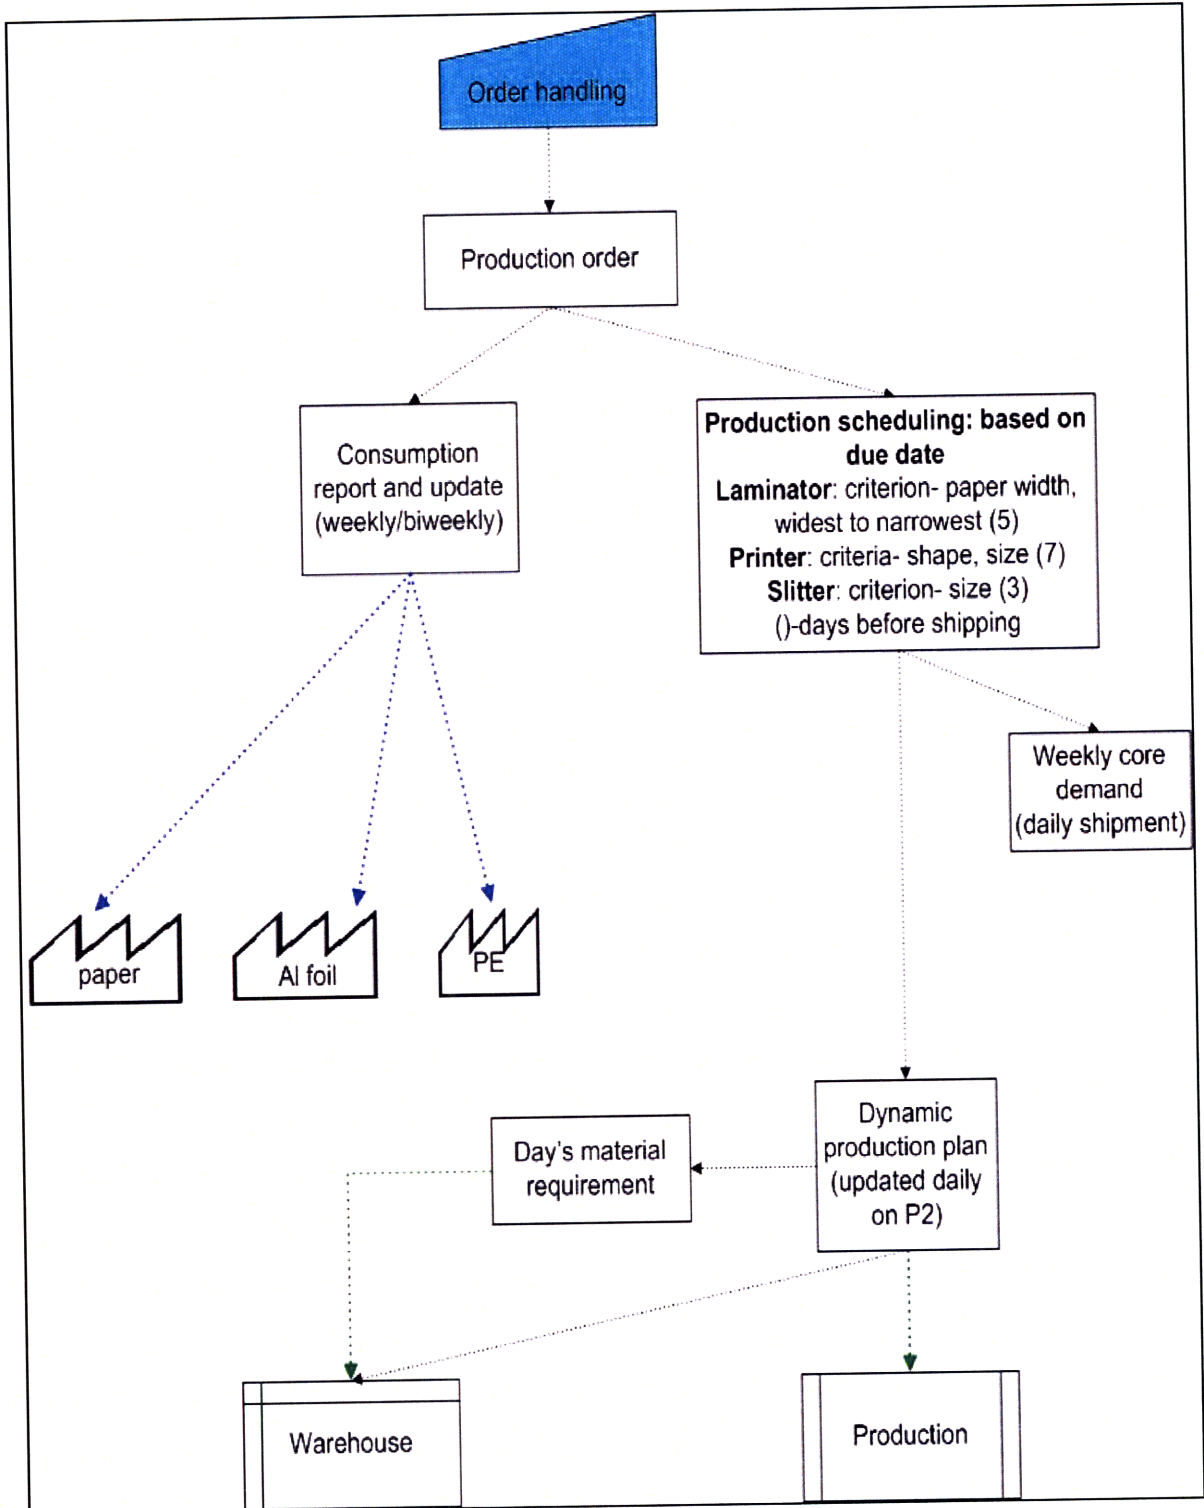 Order handling
Production order
Consumption
report and update
(weekly/biweekly)
Production scheduling: based on
due date
Laminator: criterion- paper width,
widest to narrowest (5)
Printer: criteria- shape, size (7)
Slitter: criterion- size (3)
()-days before shipping
Weekly core
demand
(daily shipment)
paper
Al foil
PE
Day's material
requirement
Dynamic
production plan
(updated daily
on P2)
Warehouse
Production